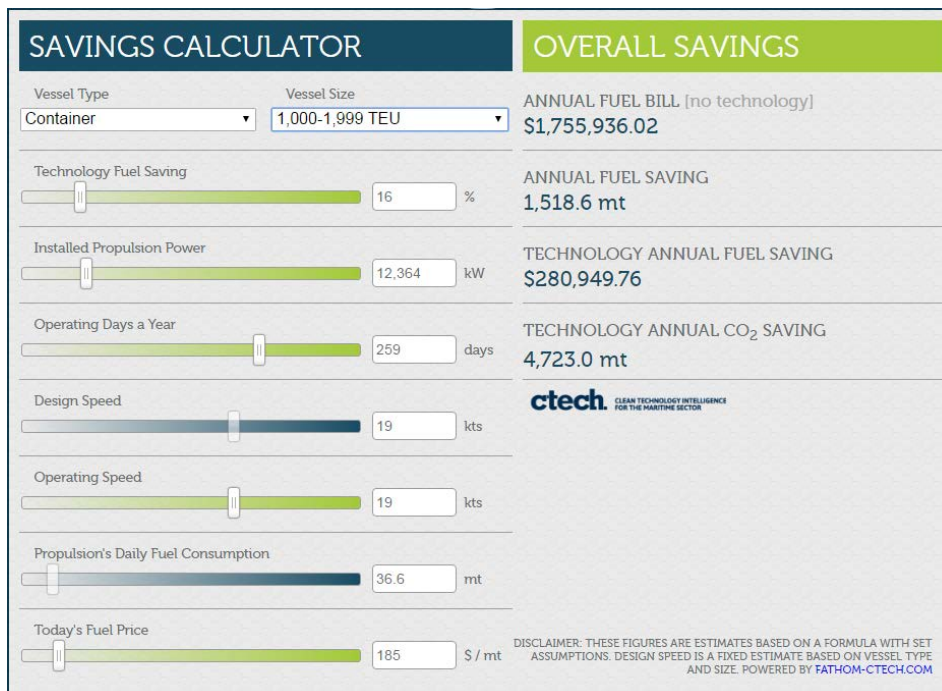 SAVINGS CALCULATOR
Vessel Type
Vessel Size
Container
1,000-1,999 TEU
Technology Fuel Saving
16 %
Installed Propulsion Power
12,364 kW
Operating Days a Year
259 days
Design Speed
19 kts
Operating Speed
19 kts
Propulsion's Daily Fuel Consumption
36.6 mt
Today's Fuel Price
185 $ / mt
OVERALL SAVINGS
ANNUAL FUEL BILL [no technology]
$1,755,936.02
ANNUAL FUEL SAVING
1,518.6 mt
TECHNOLOGY ANNUAL FUEL SAVING
$280,949.76
TECHNOLOGY ANNUAL CO₂ SAVING
4,723.0 mt
ctech. CLEAN TECHNOLOGY INTELLIGENCE
FOR THE MARITIME SECTOR
DISCLAIMER: THESE FIGURES ARE ESTIMATES BASED ON A FORMULA WITH SET
ASSUMPTIONS. DESIGN SPEED IS A FIXED ESTIMATE BASED ON VESSEL TYPE
AND SIZE. POWERED BY FATHOM-CTECH.COM